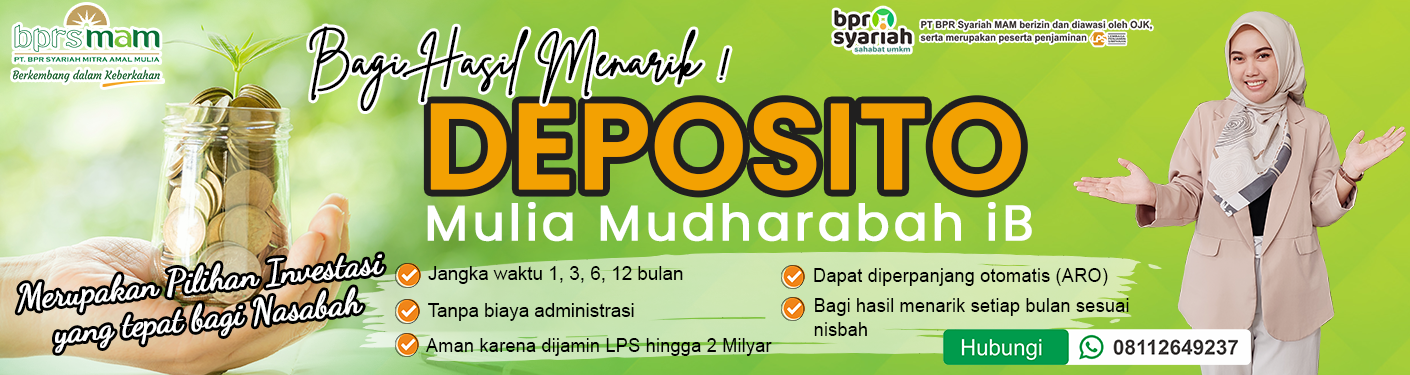 bprsmam
PT. BPR SYARIAH MITRA AMAL MULIA
Berkembang dalam Keberkahan
Bagi Hasil Menarik !
bpr
syariah
sahabat umkm
PT BPR Syariah MAM berizin dan diawasi oleh OJK,
serta merupakan peserta penjaminan LPS
DEPOSITO
Mulia Mudharabah iB
Merupakan Pilihan Investasi
yang tepat bagi Nasabah
Jangka waktu 1, 3, 6, 12 bulan
Tanpa biaya administrasi
Aman karena dijamin LPS hingga 2 Milyar
Dapat diperpanjang otomatis (ARO)
Bagi hasil menarik setiap bulan sesuai
nisbah
Hubungi 08112649237